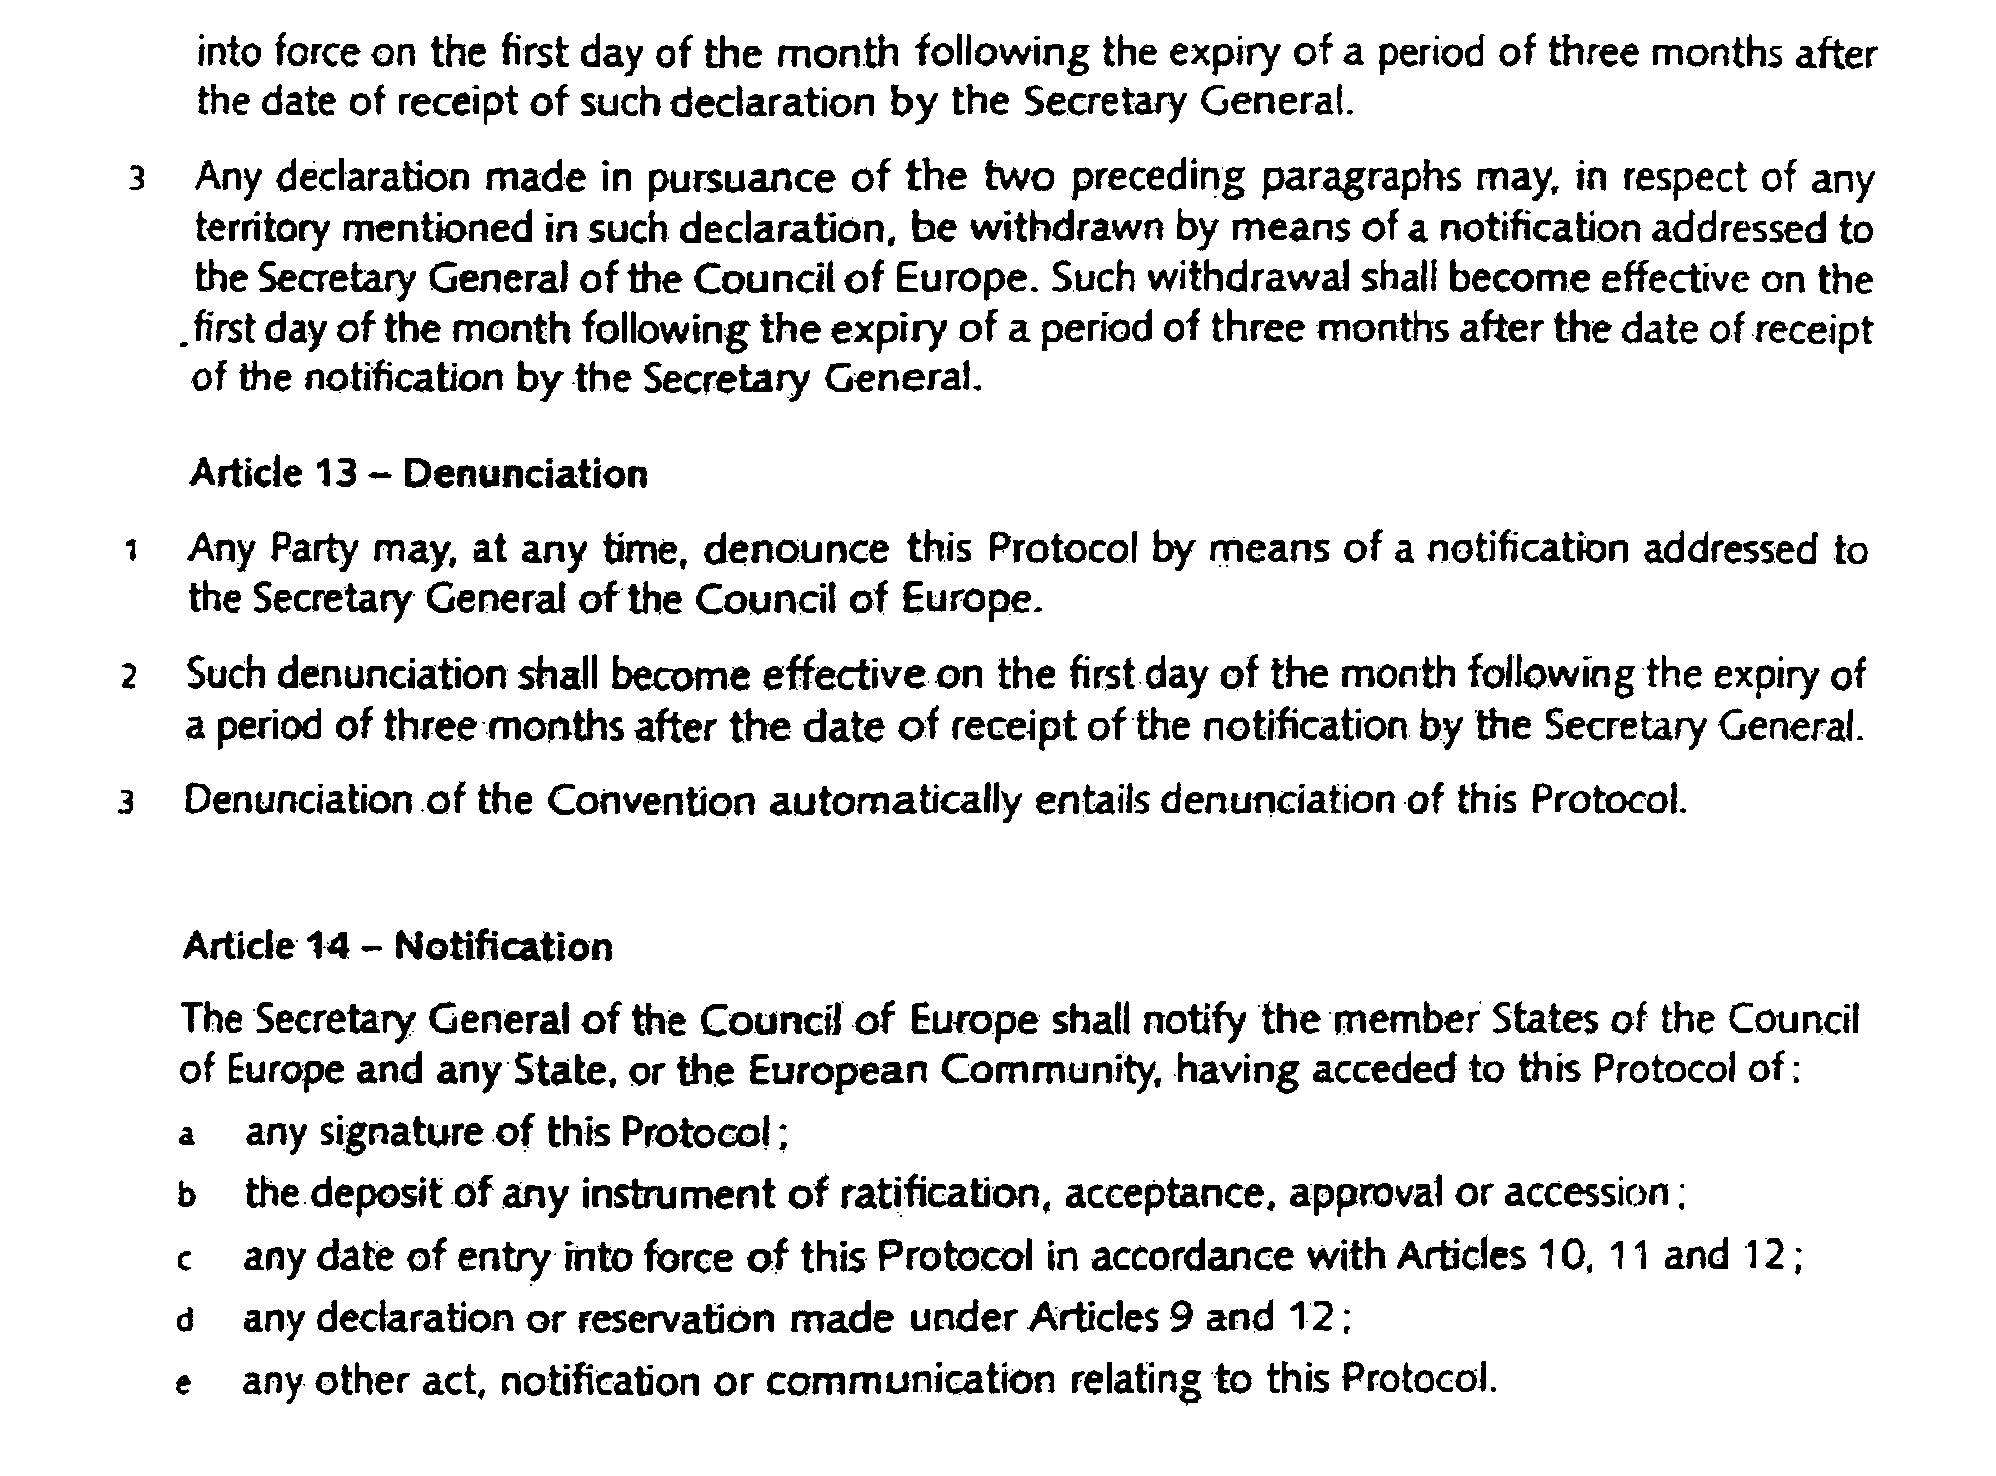 into force on the first day of the month following the expiry of a period of three months after
the date of receipt of such declaration by the Secretary General.
3 Any declaration made in pursuance of the two preceding paragraphs may, in respect of any
territory mentioned in such declaration, be withdrawn by means of a notification addressed to
the Secretary General of the Council of Europe. Such withdrawal shall become effective on the
first day of the month following the expiry of a period of three months after the date of receipt
of the notification by the Secretary General.
Article 13 – Denunciation
1 Any Party may, at any time, denounce this Protocol by means of a notification addressed to
the Secretary General of the Council of Europe.
2 Such denunciation shall become effective on the first day of the month following the expiry of
a period of three months after the date of receipt of the notification by the Secretary General.
3 Denunciation of the Convention automatically entails denunciation of this Protocol.
Article 14 – Notification
The Secretary General of the Council of Europe shall notify the member States of the Council
of Europe and any State, or the European Community, having acceded to this Protocol of:
a any signature of this Protocol;
b the deposit of any instrument of ratification, acceptance, approval or accession;
c any date of entry into force of this Protocol in accordance with Articles 10, 11 and 12;
d any declaration or reservation made under Articles 9 and 12;
e any other act, notification or communication relating to this Protocol.